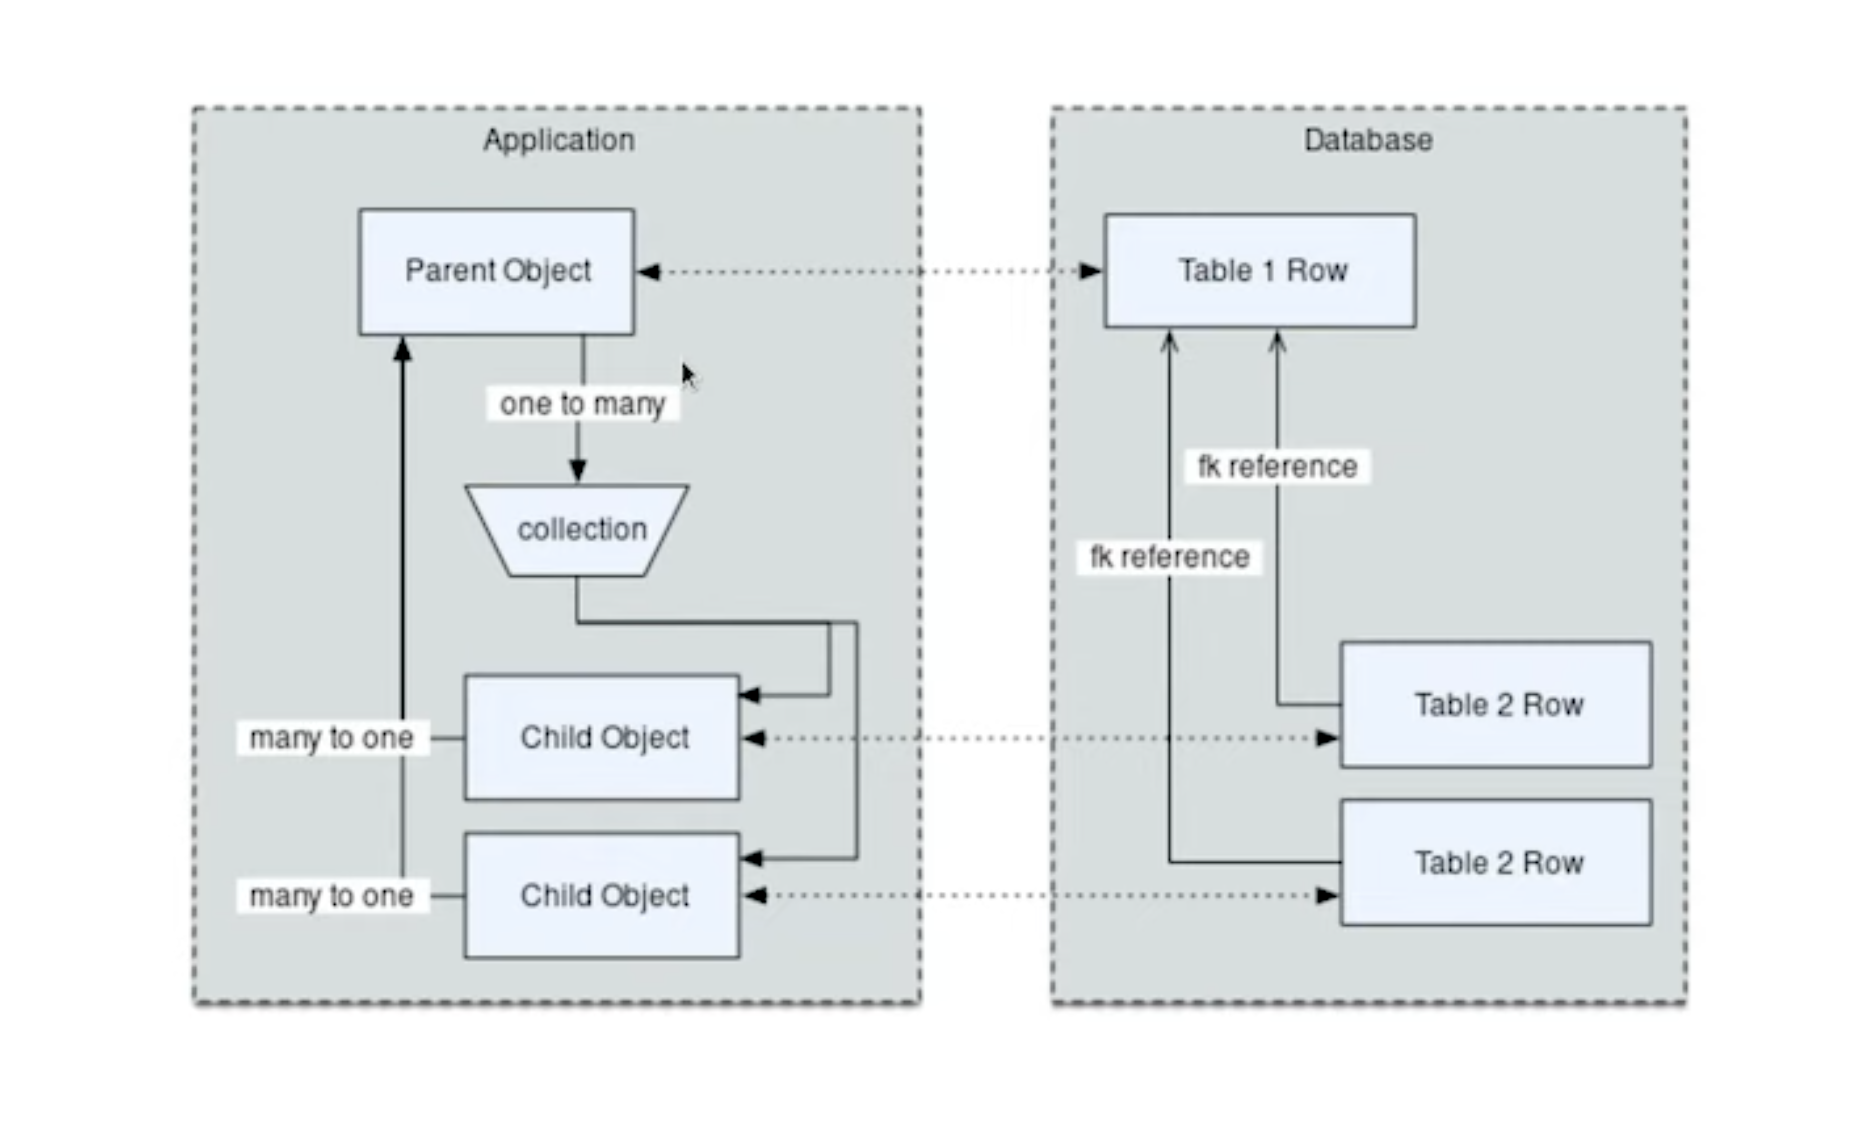 Application
Database
Parent Object
Table 1 Row
one to many
fk reference
collection
fk reference
Table 2 Row
many to one
Child Object
Table 2 Row
many to one
Child Object